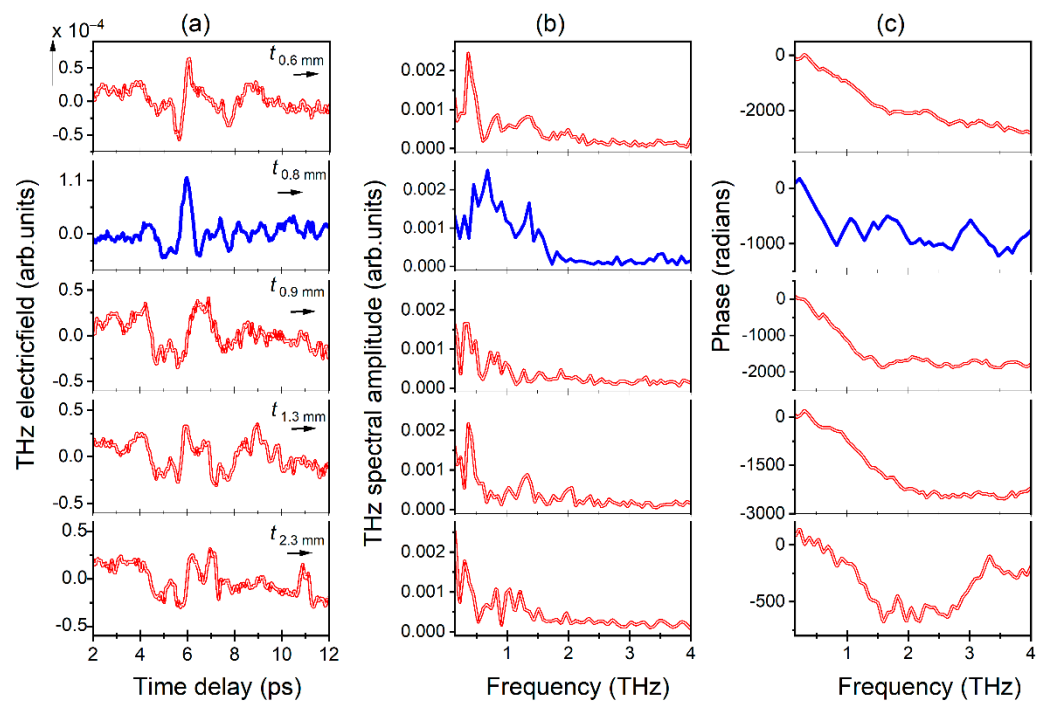 (a) (b) (c)
x 10⁻⁴
THz electricfield (arb.units)
0.5
0.0
-0.5
t 0.6 mm
1.1
0.0
t 0.8 mm
0.5
0.0
-0.5
t 0.9 mm
0.5
0.0
-0.5
t 1.3 mm
0.5
0.0
-0.5
t 2.3 mm
2 4 6 8 10 12
Time delay (ps)
THz spectral amplitude (arb.units)
0.002
0.001
0.000
0.002
0.001
0.000
0.002
0.001
0.000
0.002
0.001
0.000
0.002
0.001
0.000
1 2 3 4
Frequency (THz)
Phase (radians)
0
-2000
0
-1000
0
-1000
-2000
0
-1500
-3000
0
-500
1 2 3 4
Frequency (THz)